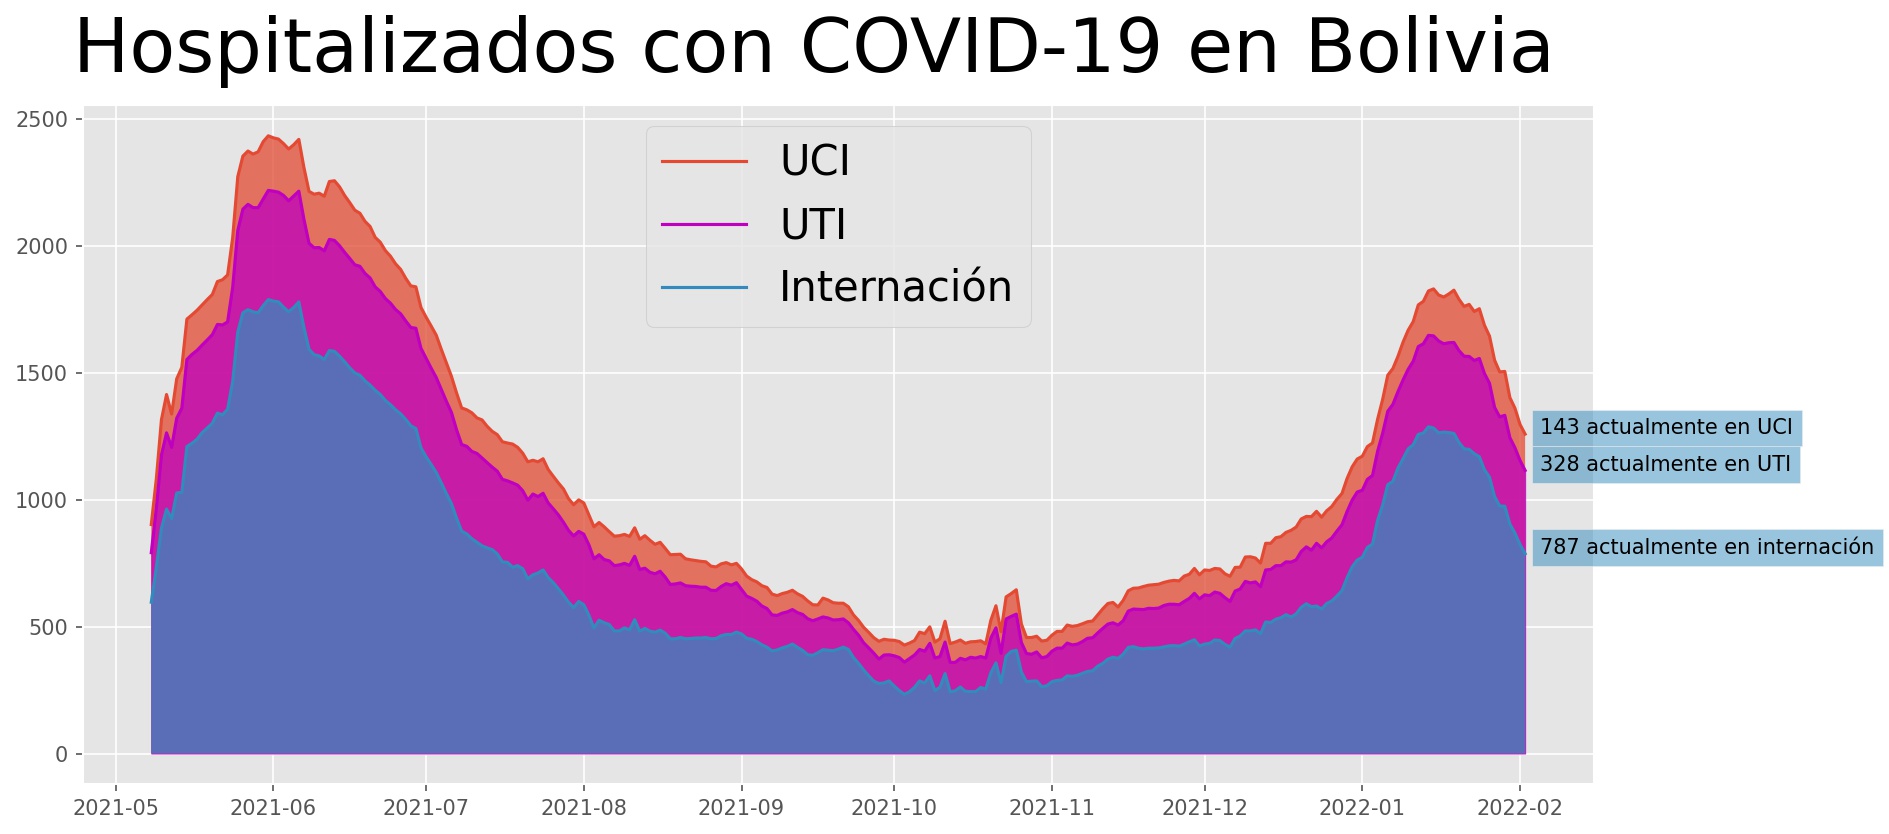 Hospitalizados con COVID-19 en Bolivia
2500
2000
1500
1000
500
0
UCI
UTI
Internación
143 actualmente en UCI
328 actualmente en UTI
787 actualmente en internación
2021-05 2021-06 2021-07 2021-08 2021-09 2021-10 2021-11 2021-12 2022-01 2022-02